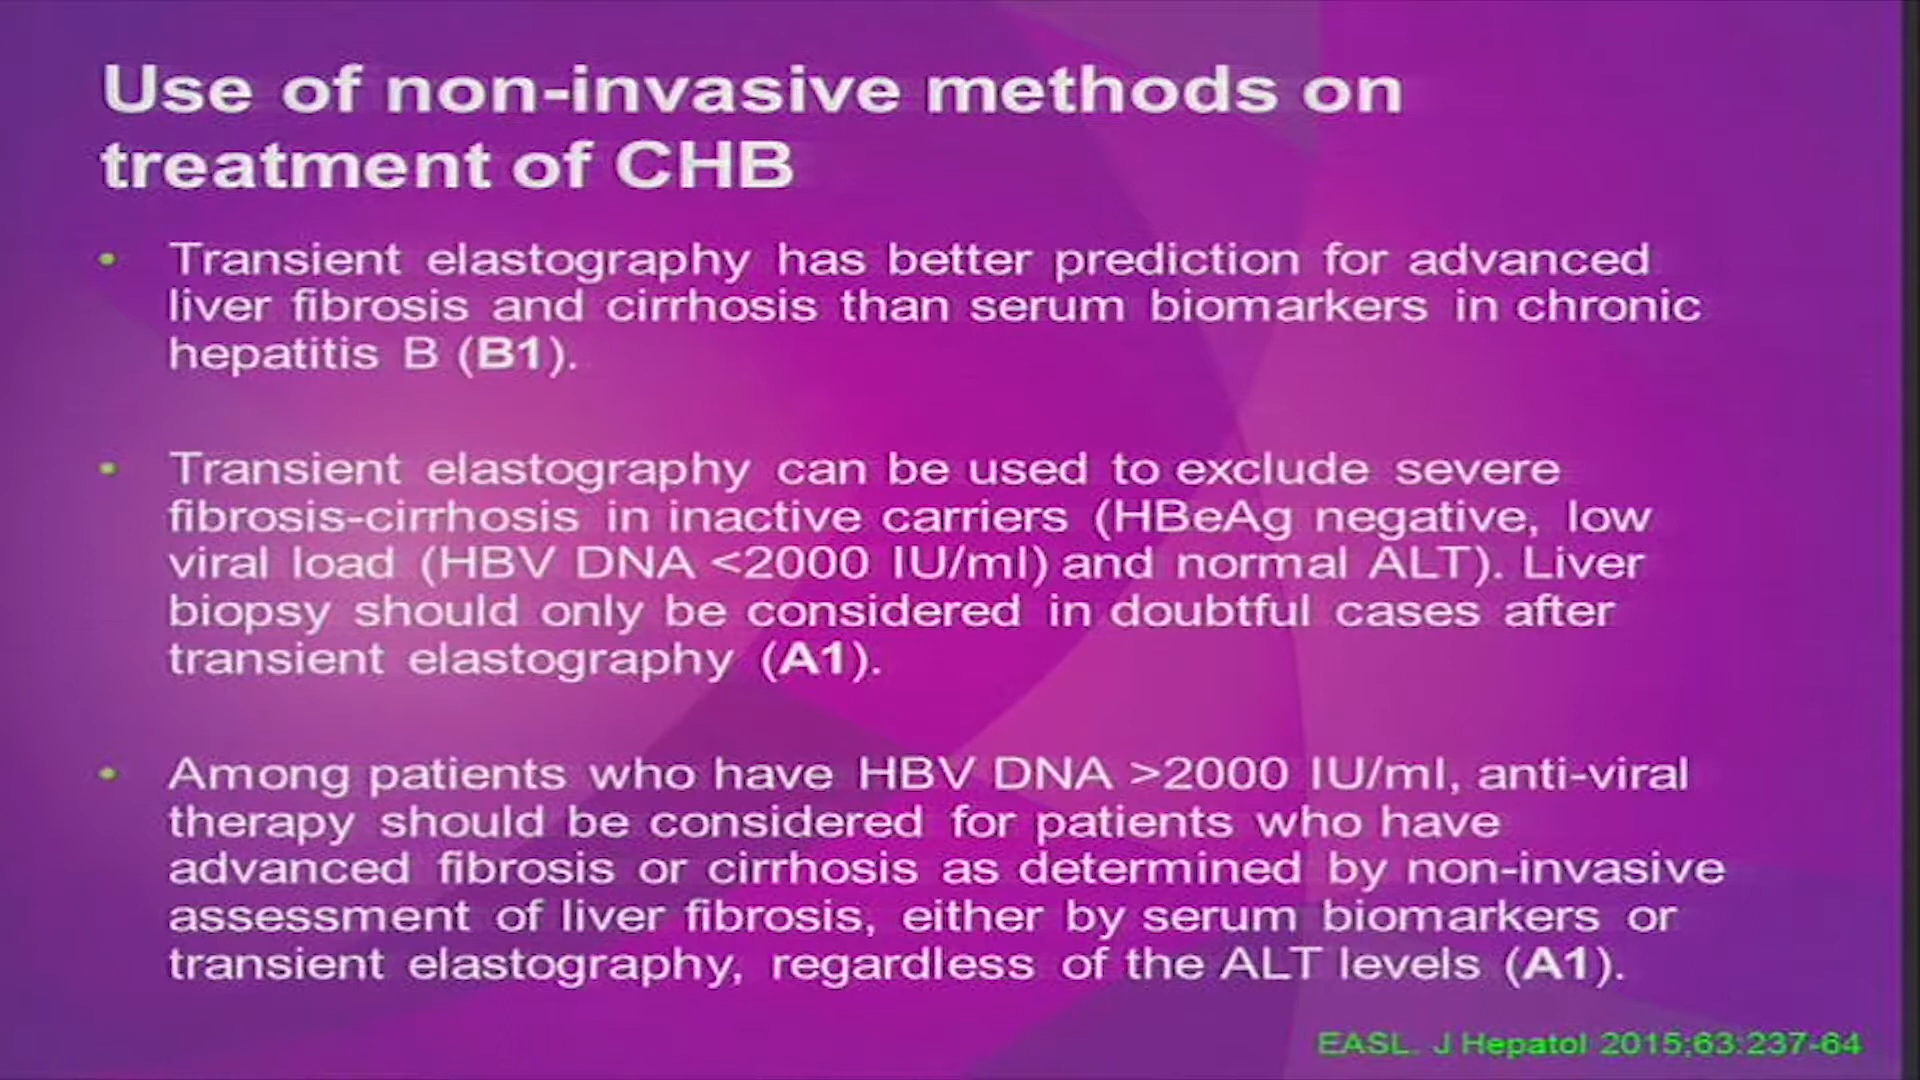 Use of non-invasive methods on
treatment of CHB
• Transient elastography has better prediction for advanced
liver fibrosis and cirrhosis than serum biomarkers in chronic
hepatitis B (B1).
• Transient elastography can be used to exclude severe
fibrosis-cirrhosis in inactive carriers (HBeAg negative, low
viral load (HBV DNA <2000 IU/ml) and normal ALT). Liver
biopsy should only be considered in doubtful cases after
transient elastography (A1).
• Among patients who have HBV DNA >2000 IU/ml, anti-viral
therapy should be considered for patients who have
advanced fibrosis or cirrhosis as determined by non-invasive
assessment of liver fibrosis, either by serum biomarkers or
transient elastography, regardless of the ALT levels (A1).
EASL. J Hepatol 2015;63:237-64